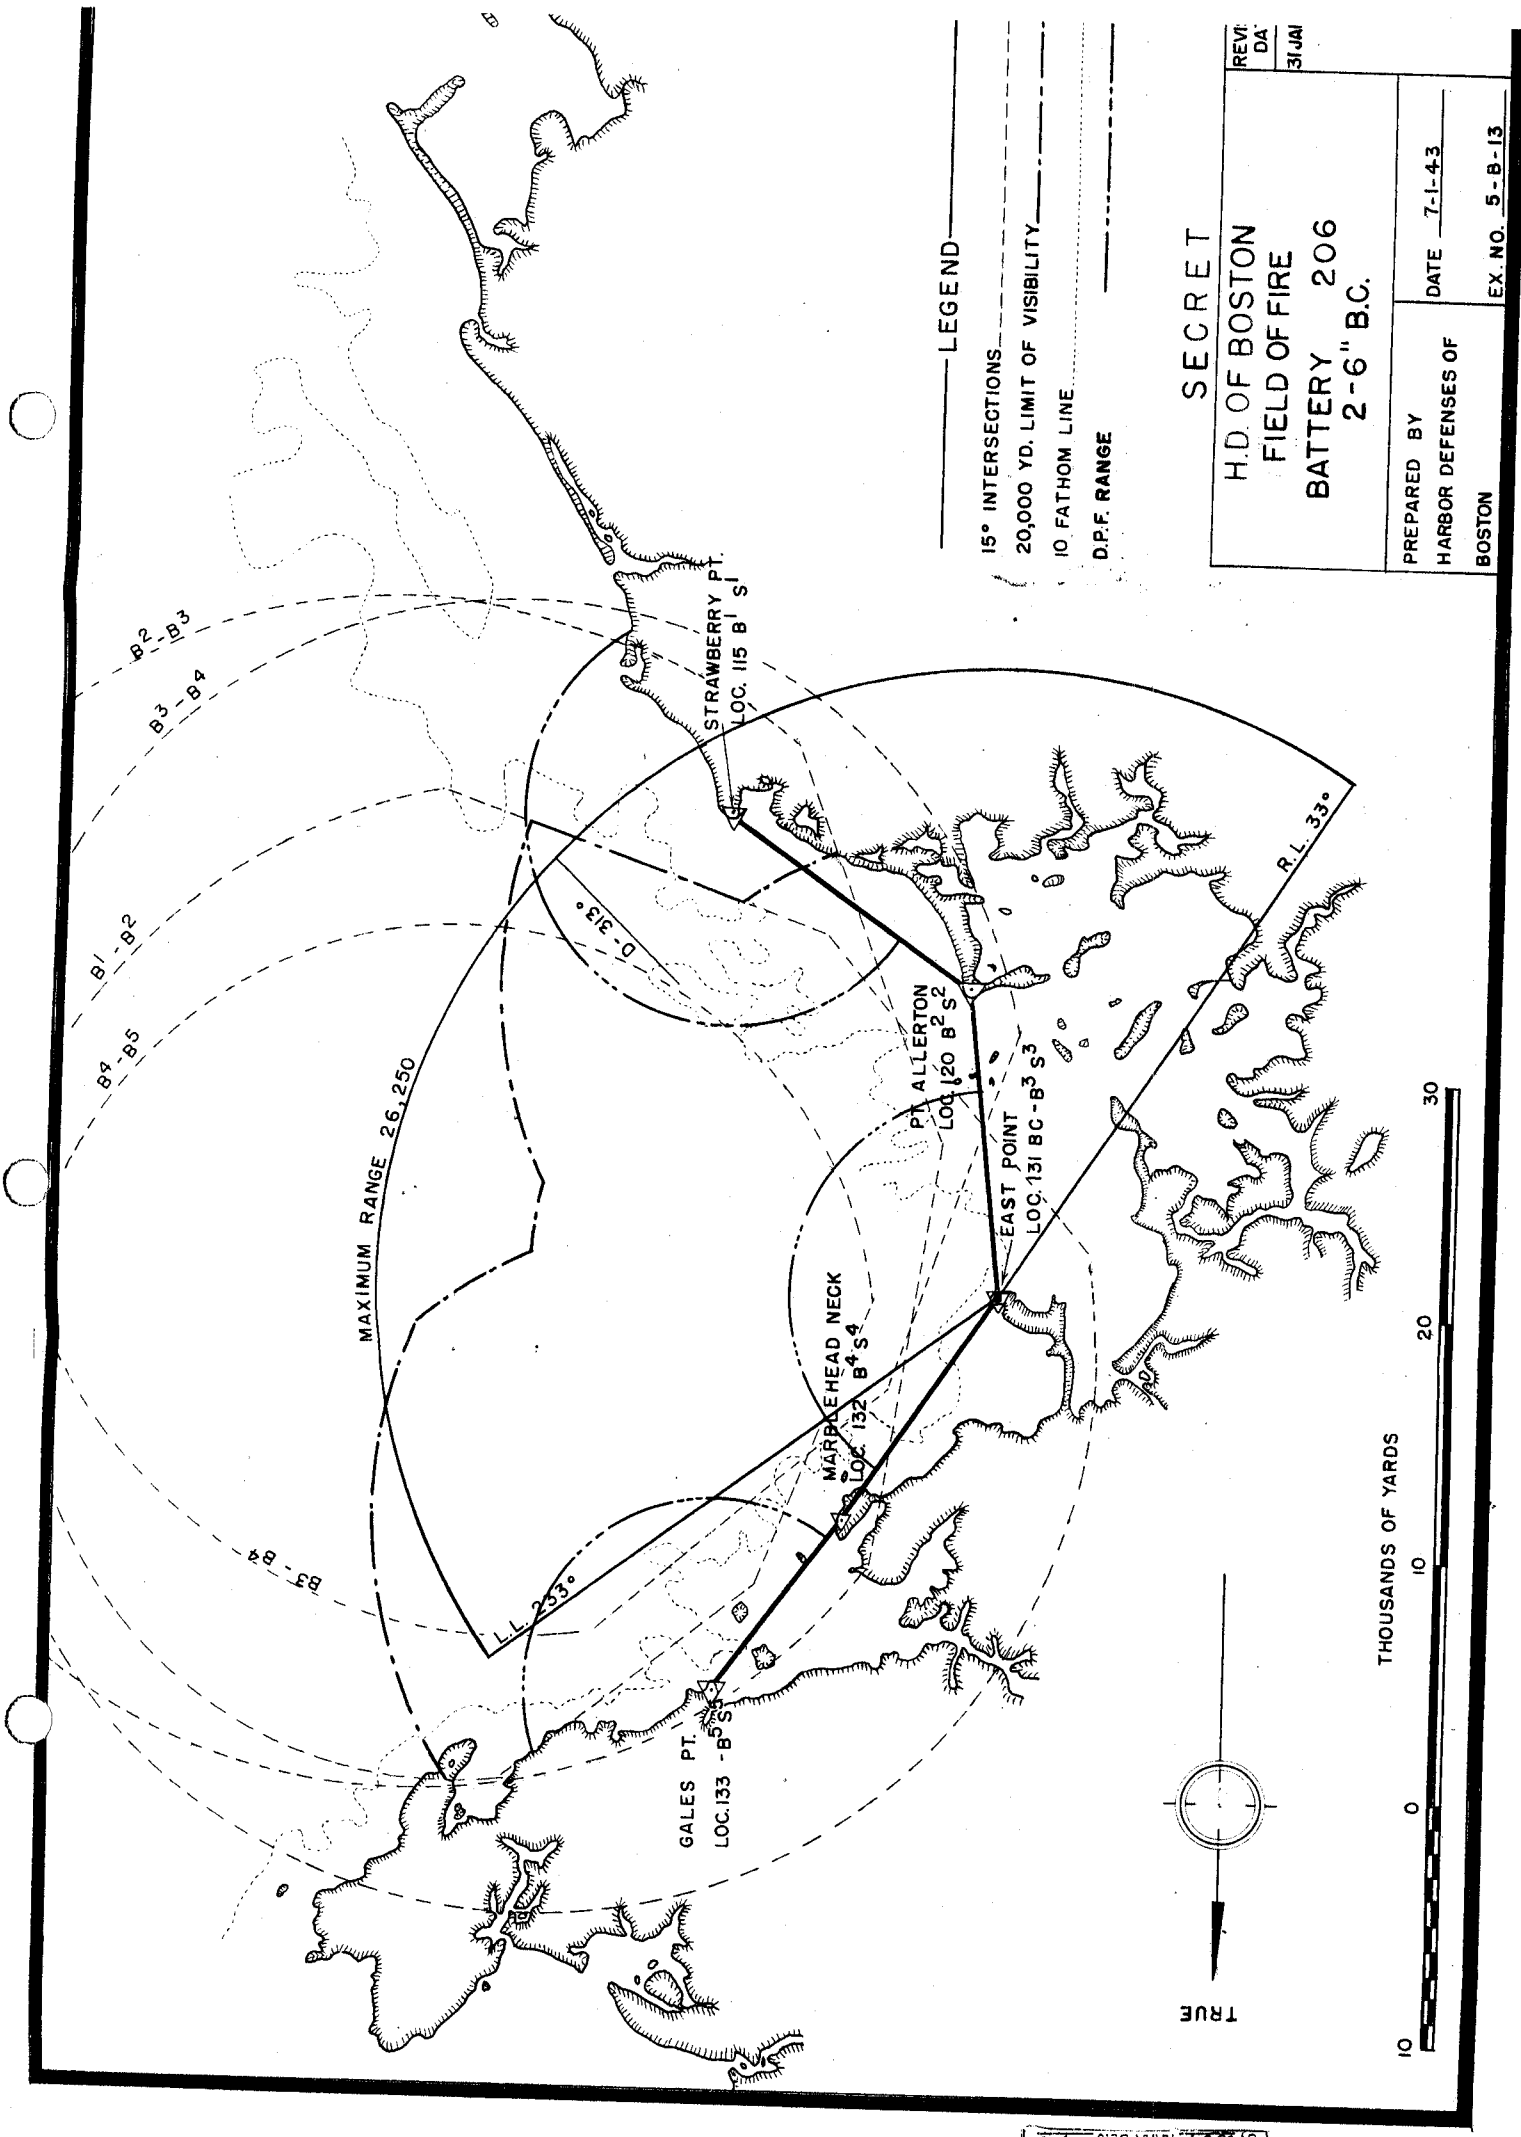 B² - B³
B³ - B⁴
B¹ - B²
B⁴ - B⁵
B3 - B4
MAXIMUM RANGE 26,250
D-313°
L.L. 233°
R.L. 33°
STRAWBERRY PT.
LOC. 115 B¹ S¹
PT. ALLERTON
LOC. 120 B² S²
EAST POINT
LOC. 131 BC - B³ S³
MARBLEHEAD NECK
LOC. 132 B⁴ S⁴
GALES PT.
LOC. 133 - B⁵ S⁵
LEGEND
15° INTERSECTIONS
20,000 YD. LIMIT OF VISIBILITY
10 FATHOM LINE
D.P.F. RANGE
SECRET
H.D. OF BOSTON
FIELD OF FIRE
BATTERY 206
2-6" B.C.
PREPARED BY
HARBOR DEFENSES OF
BOSTON
DATE 7-1-43
EX. NO. 5-B-13
REVI
DA
31 JAN
TRUE
THOUSANDS OF YARDS
10 0 10 20 30